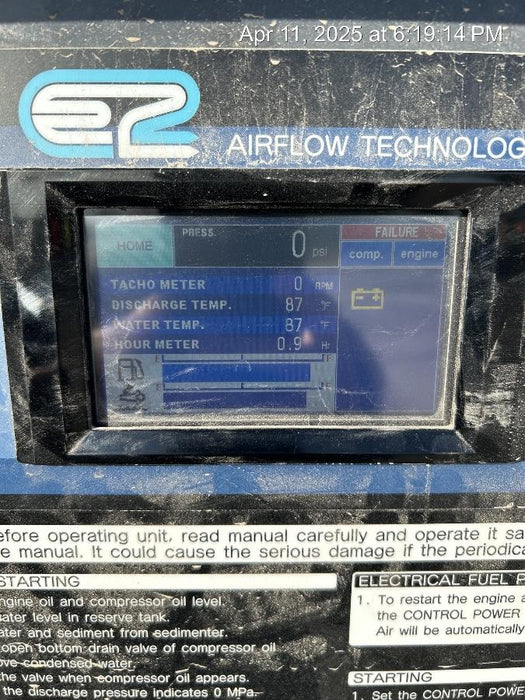 Apr 11, 2025 at 6:19:14 PM
e2
AIRFLOW TECHNOLOG
HOME
PRESS.
0 psi
FAILURE
comp. engine
TACHO METER 0 RPM
DISCHARGE TEMP. 87 °F
WATER TEMP. 87 °F
HOUR METER 0.9 Hr
E F
E F
efore operating unit, read manual carefully and operate it sa
e manual. It could cause the serious damage if the periodica
STARTING
ngine oil and compressor oil level.
ater level in reserve tank.
ater and sediment from sedimenter.
open bottom drain valve of compressor oil
ove condensed water.
the valve when compressor oil appears.
the discharge pressure indicates 0 MPa.
ELECTRICAL FUEL P
1. To restart the engine a
the CONTROL POWER
Air will be automatically
STARTING
1. Set the CONTROL POWE